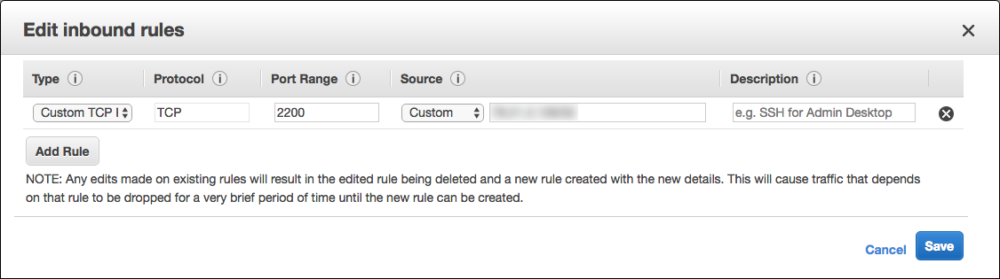 Edit inbound rules
Type Protocol Port Range Source Description
Custom TCP TCP 2200 Custom e.g. SSH for Admin Desktop
Add Rule
NOTE: Any edits made on existing rules will result in the edited rule being deleted and a new rule created with the new details. This will cause traffic that depends
on that rule to be dropped for a very brief period of time until the new rule can be created.
Cancel Save